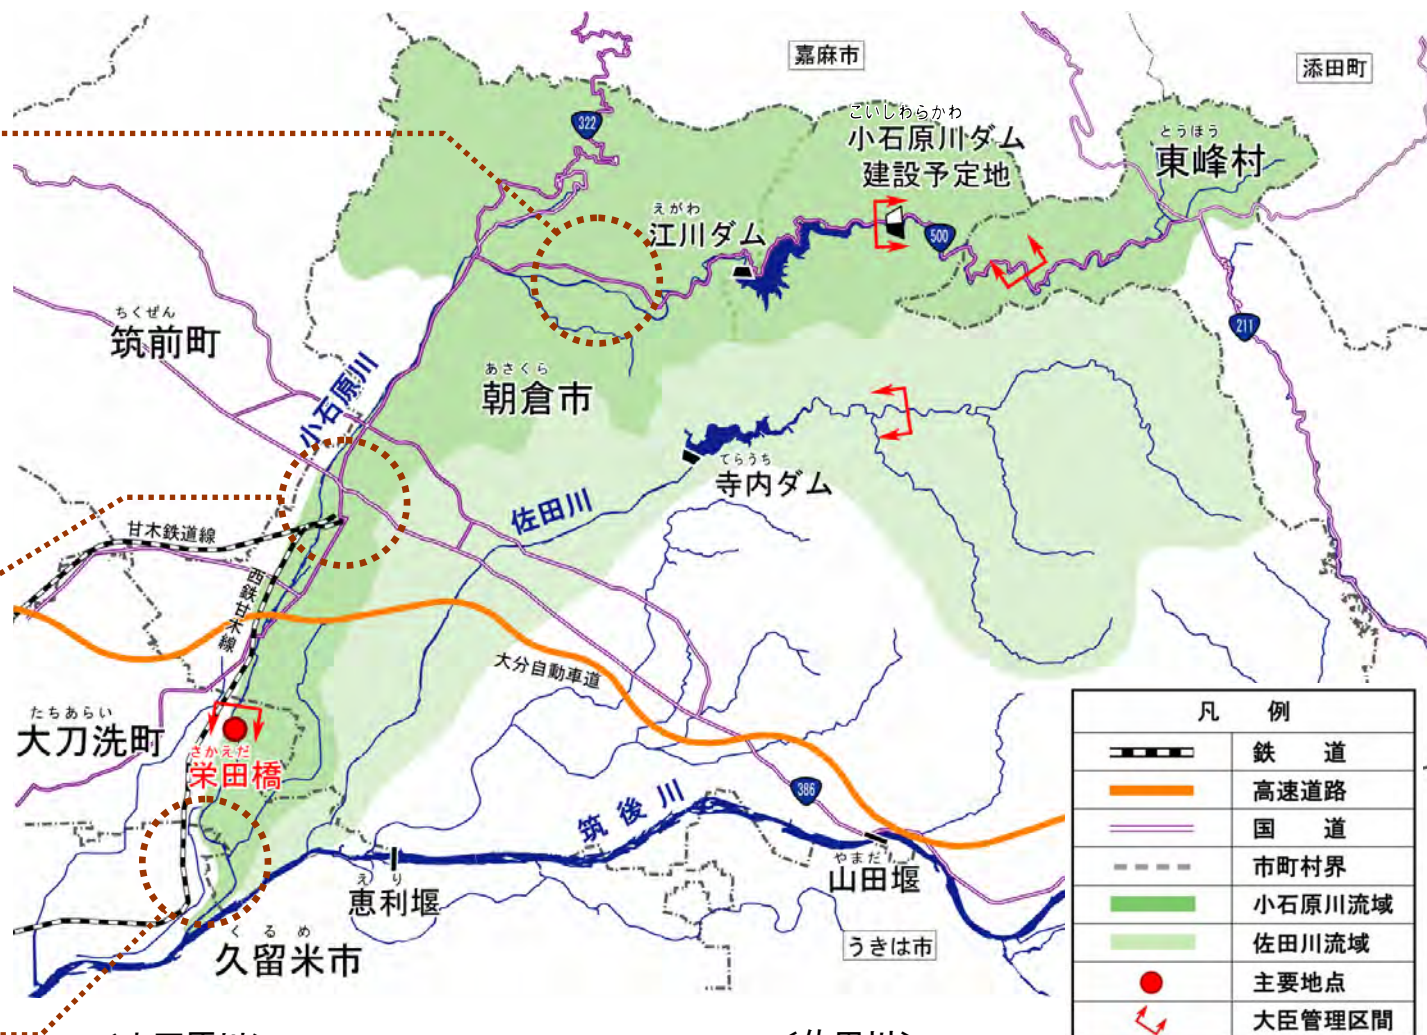 嘉麻市
添田町
322
こいしわらかわ
小石原川ダム
建設予定地
とうほう
東峰村
えがわ
江川ダム
500
ちくぜん
筑前町
211
あさくら
朝倉市
小石原川
てらうち
寺内ダム
佐田川
甘木鉄道線
西鉄甘木線
大分自動車道
たちあらい
大刀洗町
さかえだ
栄田橋
386
筑後川
やまだ
山田堰
えり
恵利堰
くるめ
久留米市
うきは市
凡 例
鉄 道
高速道路
国 道
市町村界
小石原川流域
佐田川流域
主要地点
大臣管理区間